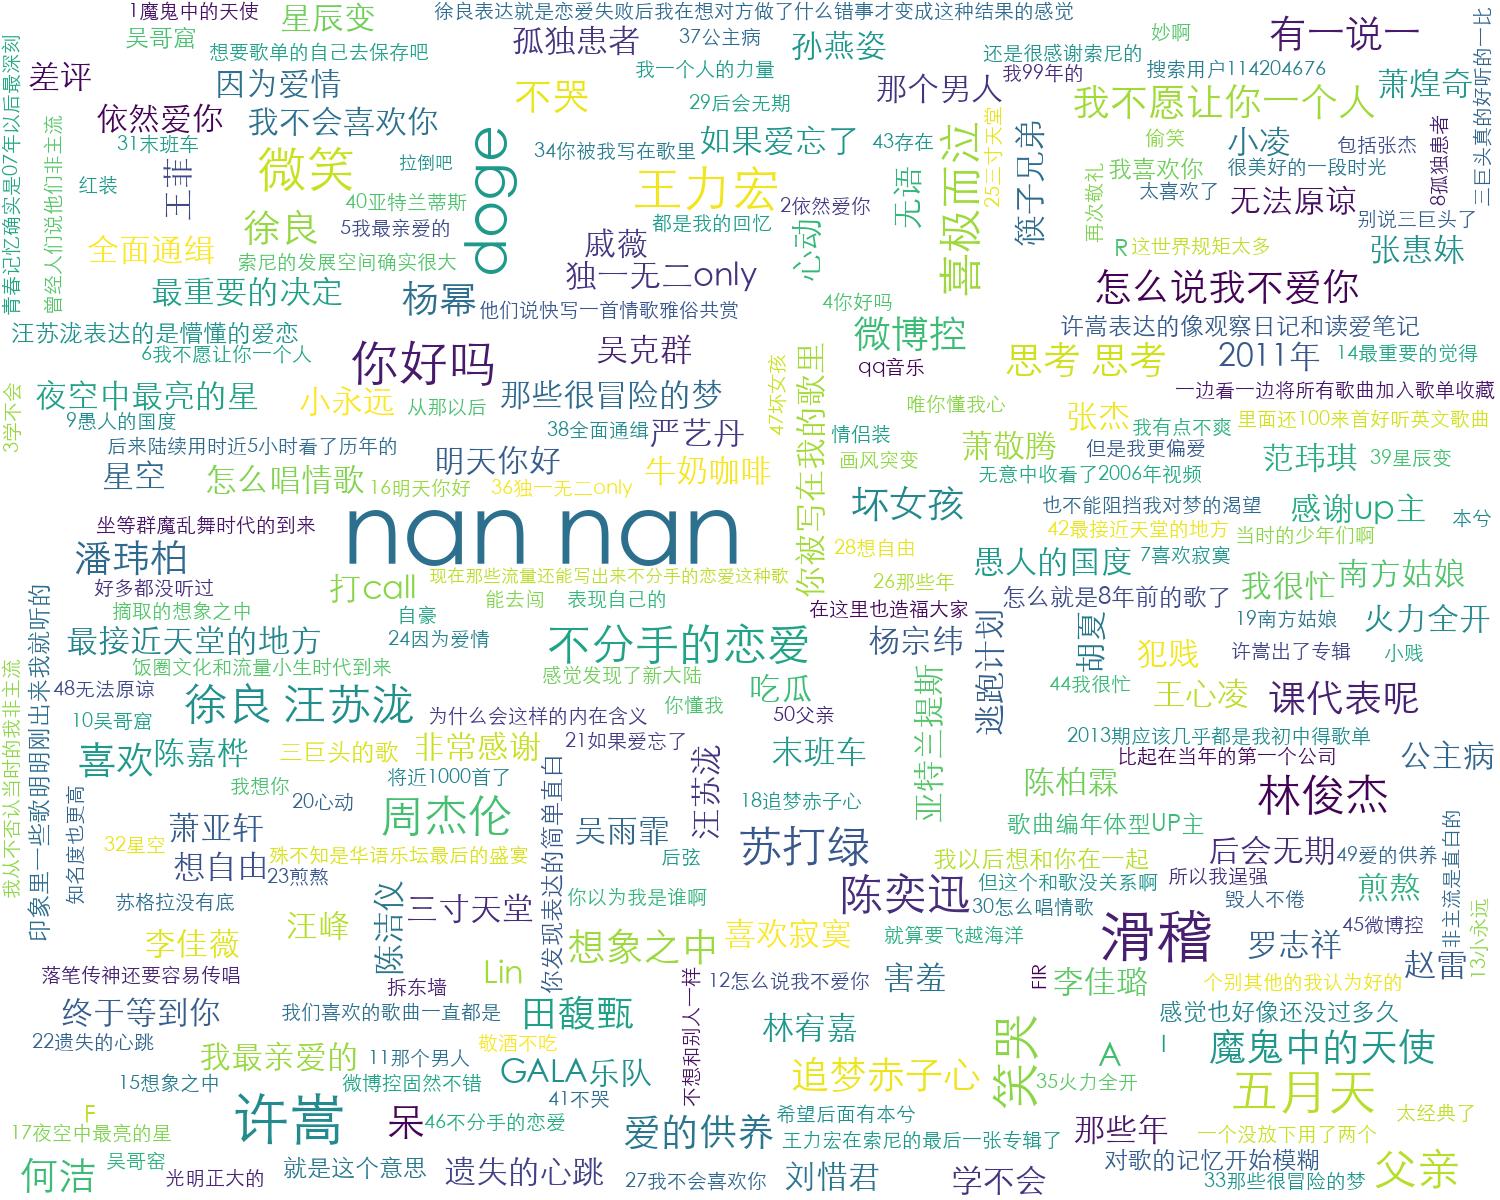 1魔鬼中的天使
徐良表达就是恋爱失败后我在想对方做了什么错事才变成这种结果的感觉
星辰变
吴哥窟
孤独患者
37公主病
孙燕姿
妙啊
有一说一
三巨头真的好听的一比
想要歌单的自己去保存吧
还是很感谢索尼的
差评
因为爱情
我一个人的力量
那个男人
我99年的
搜索用户114204676
萧煌奇
青春记忆确实是07年以后最深刻
不哭
29后会无期
我不愿让你一个人
依然爱你
我不会喜欢你
如果爱忘了
43存在
偷笑
小凌
包括张杰
8孤独患者
31末班车
微笑
拉倒吧
doge
34你被我写在歌里
喜极而泣
25三寸天堂
筷子兄弟
我喜欢你
很美好的一段时光
曾经人们说他们非主流
红装
王菲
40亚特兰蒂斯
王力宏
2依然爱你
无语
再次敬礼
太喜欢了
无法原谅
徐良
5我最亲爱的
都是我的回忆
别说三巨头了
全面通缉
索尼的发展空间确实很大
戚薇
心动
R
这世界规矩太多
张惠妹
最重要的决定
杨幂
独一无二only
怎么说我不爱你
他们说快写一首情歌雅俗共赏
4你好吗
汪苏泷表达的是懵懂的爱恋
微博控
许嵩表达的像观察日记和读爱笔记
6我不愿让你一个人
你好吗
吴克群
你被写在我的歌里
qq音乐
思考 思考
2011年
14最重要的觉得
3学不会
夜空中最亮的星
小永远
从那以后
那些很冒险的梦
47坏女孩
唯你懂我心
张杰
一边看一边将所有歌曲加入歌单收藏
9愚人的国度
38全面通缉
严艺丹
情侣装
我有点不爽
里面还100来首好听英文歌曲
后来陆续用时近5小时看了历年的
明天你好
画风突变
萧敬腾
但是我更偏爱
范玮琪
39星辰变
星空
怎么唱情歌
16明天你好
36独一无二only
牛奶咖啡
无意中收看了2006年视频
坏女孩
也不能阻挡我对梦的渴望
感谢up主
本兮
坐等群魔乱舞时代的到来
nan nan
42最接近天堂的地方
当时的少年们啊
潘玮柏
28想自由
愚人的国度
7喜欢寂寞
好多都没听过
打call
现在那些流量还能写出来不分手的恋爱这种歌
26那些年
怎么就是8年前的歌了
我很忙
南方姑娘
印象里一些歌明明刚出来我就听的
摘取的想象之中
自豪
能去闯
表现自己的
在这里也造福大家
逃跑计划
19南方姑娘
火力全开
最接近天堂的地方
24因为爱情
不分手的恋爱
杨宗纬
胡夏
犯贱
许嵩出了专辑
小贱
我从不否认当时的我非主流
饭圈文化和流量小生时代到来
感觉发现了新大陆
吃瓜
亚特兰提斯
48无法原谅
徐良 汪苏泷
你懂我
44我很忙
王心凌
课代表呢
10吴哥窟
为什么会这样的内在含义
50父亲
喜欢
陈嘉桦
三巨头的歌
非常感谢
21如果爱忘了
末班车
2013期应该几乎都是我初中得歌单
比起在当年的第一个公司
公主病
我想你
将近1000首了
你发现表达的简单直白
汪苏泷
陈柏霖
知名度也更高
20心动
周杰伦
18追梦赤子心
林俊杰
萧亚轩
吴雨霏
苏打绿
歌曲编年体型UP主
32星空
想自由
殊不知是华语乐坛最后的盛宴
后弦
我以后想和你在一起
后会无期
49爱的供养
非主流是直白的
23煎熬
陈洁仪
你以为我是谁啊
陈奕迅
但这个和歌没关系啊
所以我逞强
煎熬
苏格拉没有底
三寸天堂
30怎么唱情歌
毁人不倦
13小永远
李佳薇
汪峰
想象之中
喜欢寂寞
就算要飞越海洋
滑稽
罗志祥
45微博控
落笔传神还要容易传唱
Lin
不想和别人一样
12怎么说我不爱你
害羞
FIR
李佳璐
个别其他的我认为好的
赵雷
拆东墙
终于等到你
我们喜欢的歌曲一直都是
田馥甄
林宥嘉
感觉也好像还没过多久
22遗失的心跳
我最亲爱的
11那个男人
敬酒不吃
笑哭
A
I
魔鬼中的天使
15想象之中
微博控固然不错
GALA乐队
追梦赤子心
35火力全开
五月天
F
许嵩
呆
41不哭
希望后面有本兮
太经典了
17夜空中最亮的星
46不分手的恋爱
爱的供养
王力宏在索尼的最后一张专辑了
那些年
一个没放下用了两个
何洁
吴哥窑
光明正大的
就是这个意思
遗失的心跳
27我不会喜欢你
刘惜君
学不会
对歌的记忆开始模糊
33那些很冒险的梦
父亲